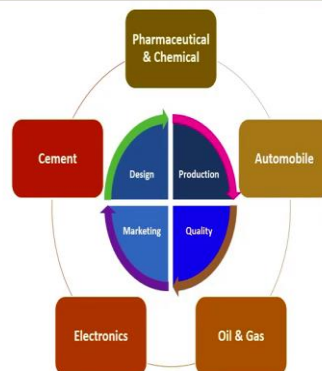 Pharmaceutical
& Chemical
Cement
Automobile
Design
Production
Marketing
Quality
Electronics
Oil & Gas